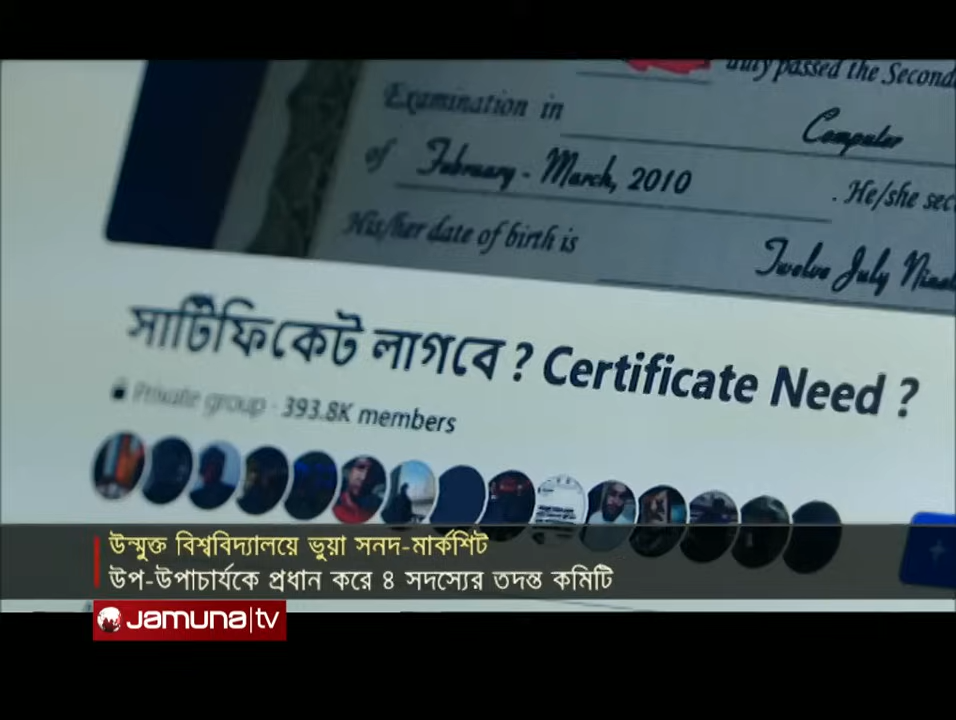 duly passed the Second
Examination in Computer
of February - March, 2010 . He/she sec
His/her date of birth is Twelve July Ninet
সার্টিফিকেট লাগবে ? Certificate Need ?
Private group · 393.8K members
উন্মুক্ত বিশ্ববিদ্যালয়ে ভুয়া সনদ-মার্কশিট
উপ-উপাচার্যকে প্রধান করে ৪ সদস্যের তদন্ত কমিটি
Jamuna|tv